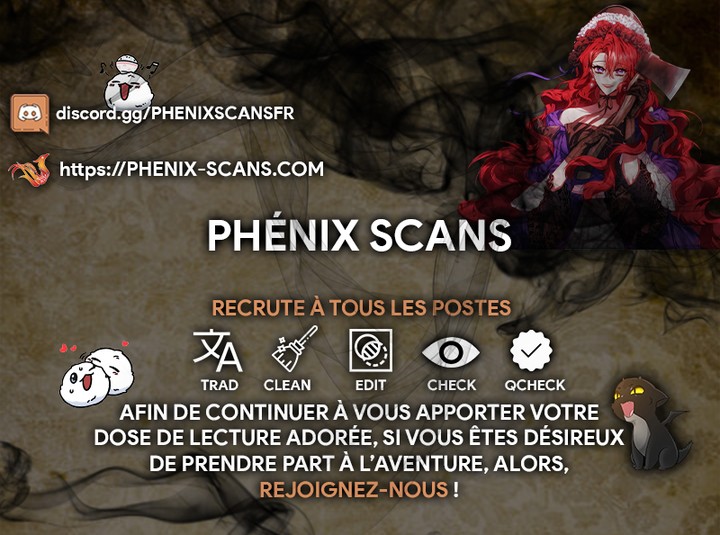 discord.gg/PHENIXSCANSFR
https://PHENIX-SCANS.COM
PHÉNIX SCANS
RECRUTE À TOUS LES POSTES
TRAD CLEAN EDIT CHECK QCHECK
AFIN DE CONTINUER À VOUS APPORTER VOTRE
DOSE DE LECTURE ADORÉE, SI VOUS ÊTES DÉSIREUX
DE PRENDRE PART À L'AVENTURE, ALORS,
REJOIGNEZ-NOUS !